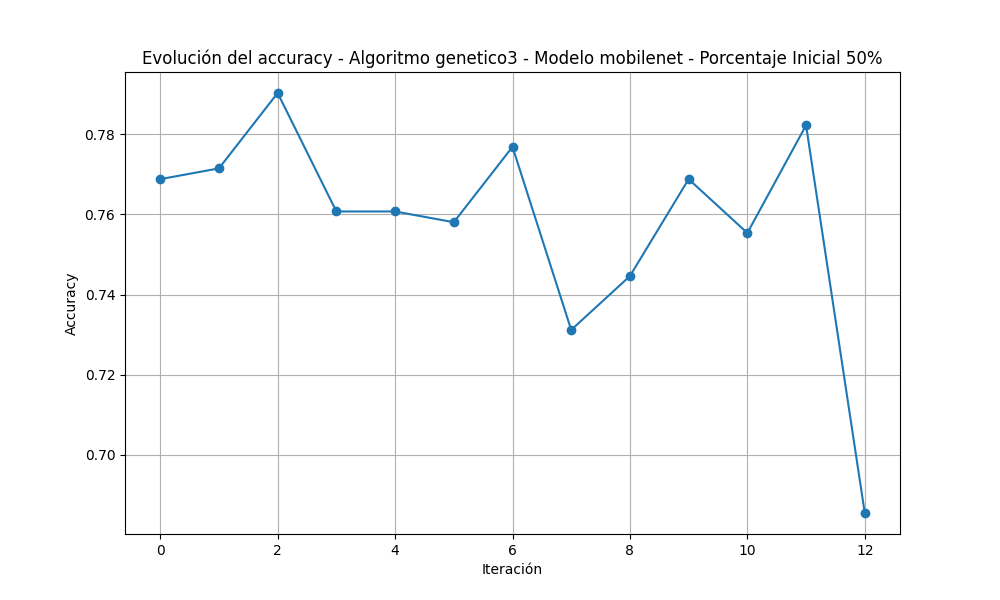 Evolución del accuracy - Algoritmo genetico3 - Modelo mobilenet - Porcentaje Inicial 50%
0.78
0.76
0.74
0.72
0.70
Accuracy
0 2 4 6 8 10 12
Iteración